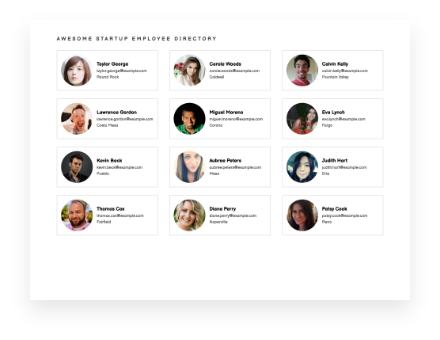 AWESOME STARTUP EMPLOYEE DIRECTORY
Taylor George
taylor.george@example.com
Round Rock
Carole Woods
carole.woods@example.com
Caldwell
Calvin Kelly
calvin.kelly@example.com
Fountain Valley
Lawrence Gordon
lawrence.gordon@example.com
Costa Mesa
Miguel Moreno
miguel.moreno@example.com
Corona
Eva Lynch
eva.lynch@example.com
Fargo
Kevin Beck
kevin.beck@example.com
Pueblo
Aubree Peters
aubree.peters@example.com
Mesa
Judith Hart
judith.hart@example.com
Erie
Thomas Cox
thomas.cox@example.com
Fairfield
Diane Perry
diane.perry@example.com
Naperville
Patsy Cook
patsy.cook@example.com